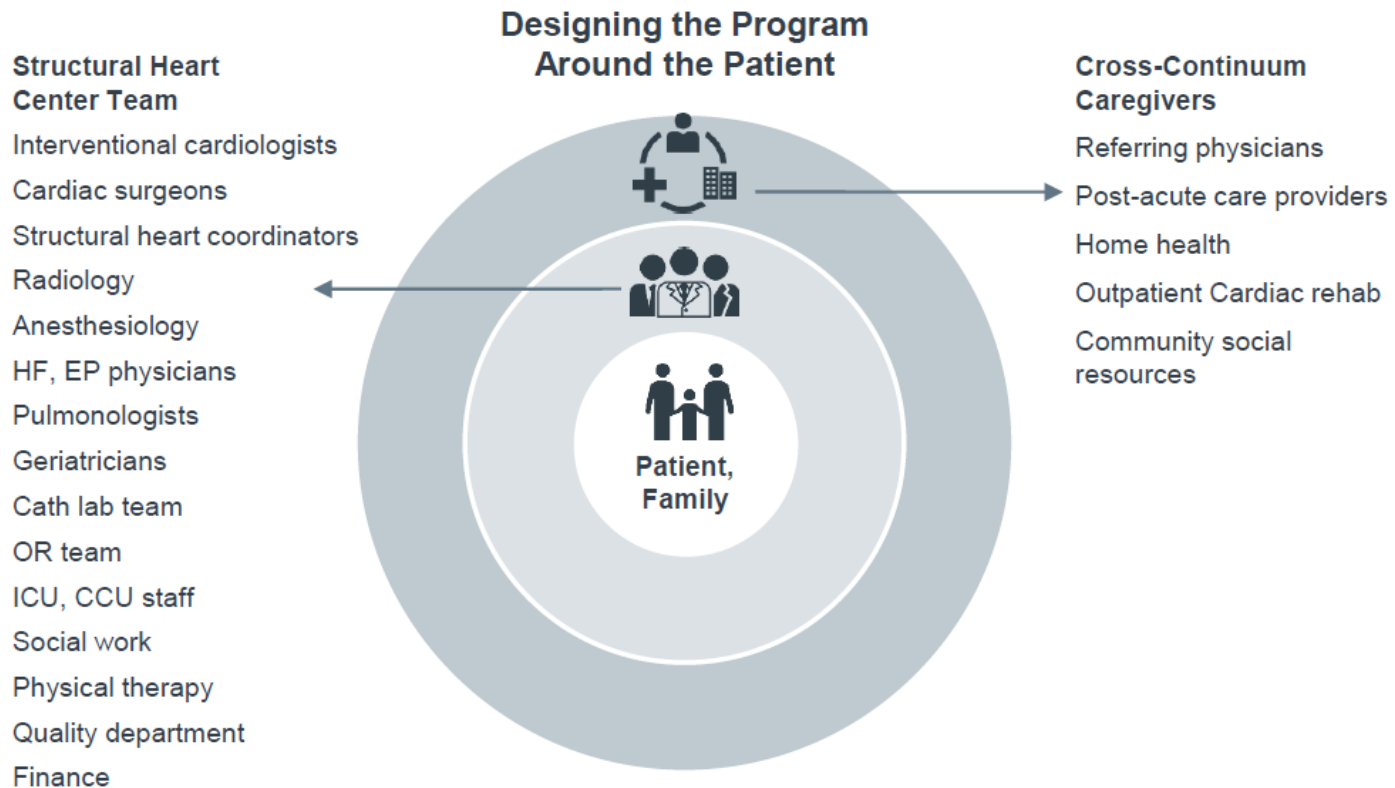 Designing the Program
Around the Patient
Structural Heart
Center Team
Interventional cardiologists
Cardiac surgeons
Structural heart coordinators
Radiology
Anesthesiology
HF, EP physicians
Pulmonologists
Geriatricians
Cath lab team
OR team
ICU, CCU staff
Social work
Physical therapy
Quality department
Finance
Patient,
Family
Cross-Continuum
Caregivers
Referring physicians
Post-acute care providers
Home health
Outpatient Cardiac rehab
Community social
resources